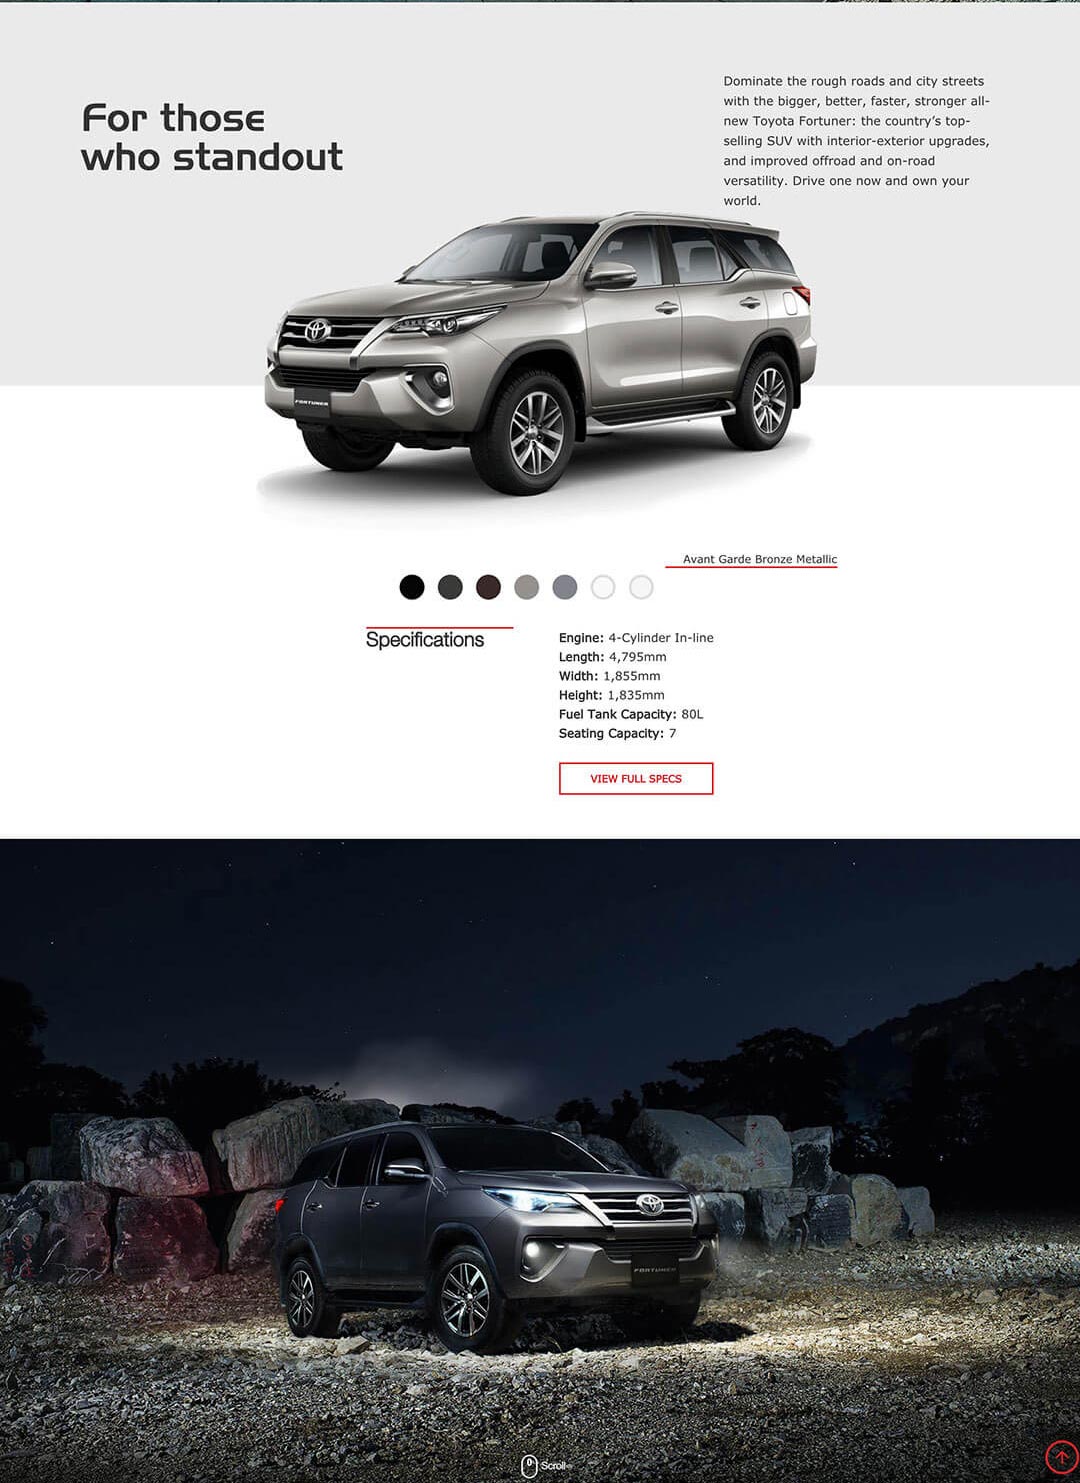 For those
who standout
Dominate the rough roads and city streets
with the bigger, better, faster, stronger all-
new Toyota Fortuner: the country’s top-
selling SUV with interior-exterior upgrades,
and improved offroad and on-road
versatility. Drive one now and own your
world.
FORTUNER
Avant Garde Bronze Metallic
Specifications
Engine: 4-Cylinder In-line
Length: 4,795mm
Width: 1,855mm
Height: 1,835mm
Fuel Tank Capacity: 80L
Seating Capacity: 7
VIEW FULL SPECS
FORTUNER
Scroll